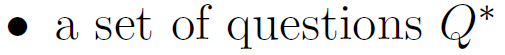 • a set of questions Q*